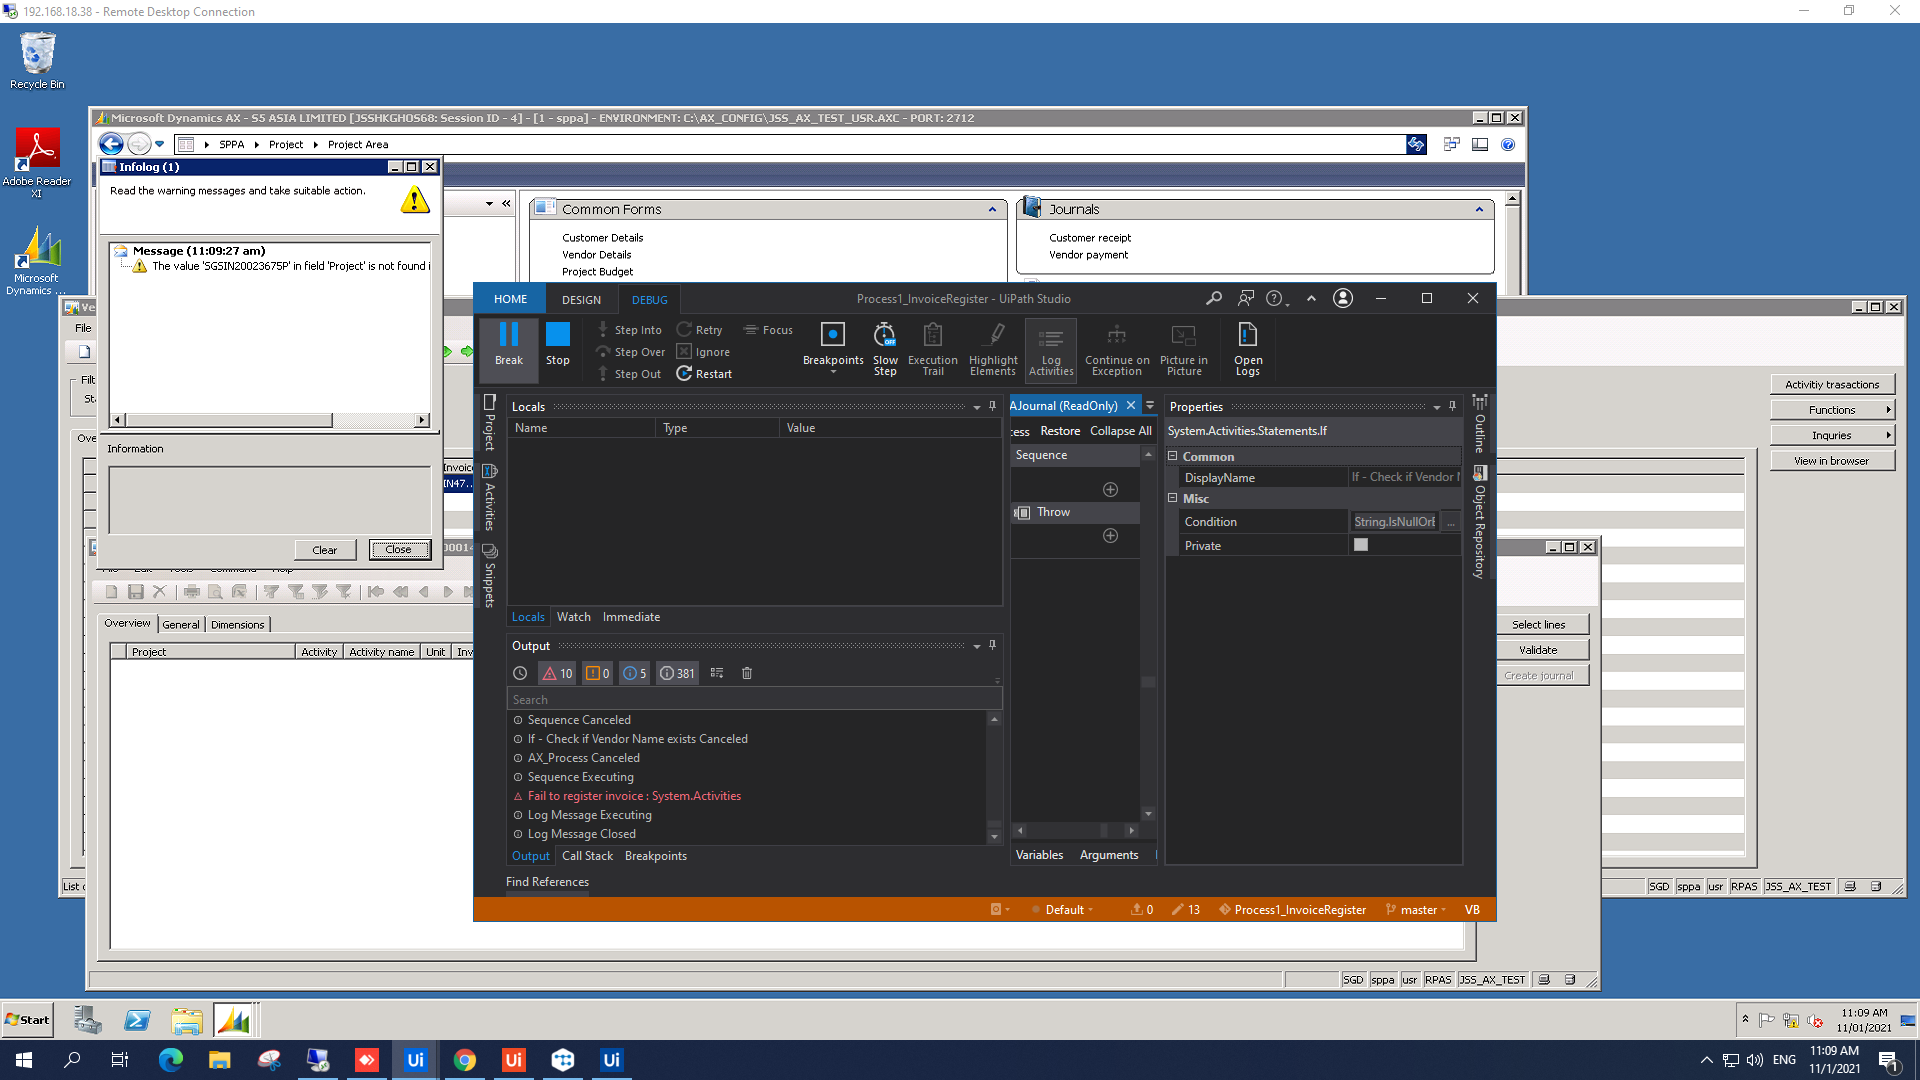 192.168.18.38 - Remote Desktop Connection
Recycle Bin
Adobe Reader
XI
Microsoft
Dynamics ...
Microsoft Dynamics AX - S5 ASIA LIMITED [JSSHKGHOS68: Session ID - 4] - [1 - sppa] - ENVIRONMENT: C:\AX_CONFIG\JSS_AX_TEST_USR.AXC - PORT: 2712
SPPA
Project
Project Area
Infolog (1)
Read the warning messages and take suitable action.
Message (11:09:27 am)
The value 'SGSIN20023675P' in field 'Project' is not found i
Information
Clear
Close
Common Forms
Customer Details
Vendor Details
Project Budget
Journals
Customer receipt
Vendor payment
File
Invoice
IN47...
Activitiy trasactions
Functions
Inquries
View in browser
HOME
DESIGN
DEBUG
Process1_InvoiceRegister - UiPath Studio
Break
Stop
Step Into
Step Over
Step Out
Retry
Ignore
Restart
Focus
Breakpoints
Slow
Step
OFF
Execution
Trail
Highlight
Elements
Log
Activities
Continue on
Exception
Picture in
Picture
Open
Logs
Project
Activities
Snippets
Locals
Name
Type
Value
Locals
Watch
Immediate
Output
10
0
5
381
Search
Sequence Canceled
If - Check if Vendor Name exists Canceled
AX_Process Canceled
Sequence Executing
Fail to register invoice : System.Activities
Log Message Executing
Log Message Closed
Output
Call Stack
Breakpoints
Find References
AJournal (ReadOnly)
Restore
Collapse All
Sequence
Throw
Variables
Arguments
Properties
System.Activities.Statements.If
Common
DisplayName
If - Check if Vendor
Misc
Condition
...
Private
Outline
Object Repository
Default
0
13
Process1_InvoiceRegister
master
VB
Overview
General
Dimensions
Project
Activity
Activity name
Unit
Inv
Select lines
Validate
Create journal
SGD
sppa
usr
RPAS
JSS_AX_TEST
SGD
sppa
usr
RPAS
JSS_AX_TEST
Start
11:09 AM
11/01/2021
ENG
11:09 AM
11/1/2021
1
Ui
Ui
Ui